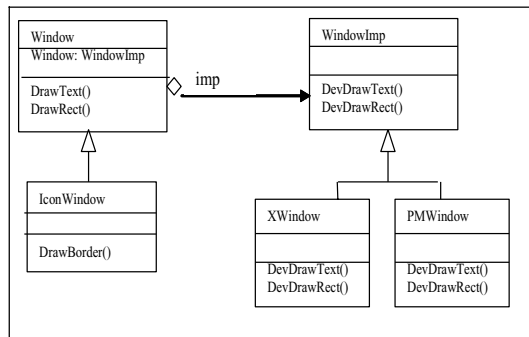 Window
Window: WindowImp
DrawText()
DrawRect()
imp
WindowImp
DevDrawText()
DevDrawRect()
IconWindow
DrawBorder()
XWindow
DevDrawText()
DevDrawRect()
PMWindow
DevDrawText()
DevDrawRect()